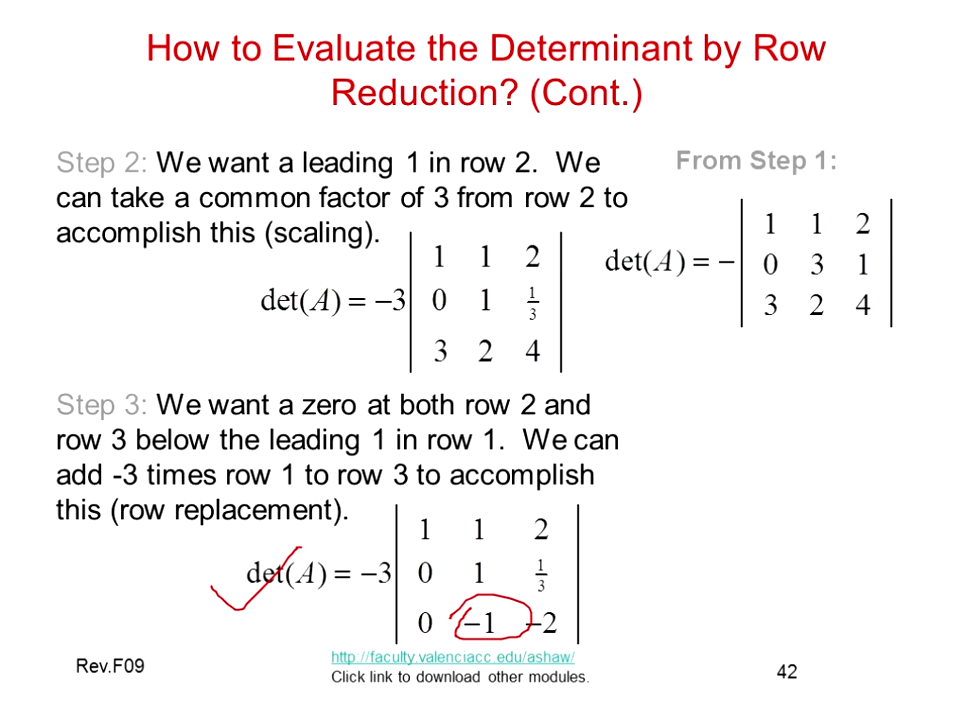 How to Evaluate the Determinant by Row
Reduction? (Cont.)
Step 2: We want a leading 1 in row 2. We
can take a common factor of 3 from row 2 to
accomplish this (scaling).
det(A) = −3
1 1 2
0 1 1/3
3 2 4
From Step 1:
det(A) = −
1 1 2
0 3 1
3 2 4
Step 3: We want a zero at both row 2 and
row 3 below the leading 1 in row 1. We can
add -3 times row 1 to row 3 to accomplish
this (row replacement).
det(A) = −3
1 1 2
0 1 1/3
0 −1 −2
Rev.F09
http://faculty.valenciacc.edu/ashaw/
Click link to download other modules.
42